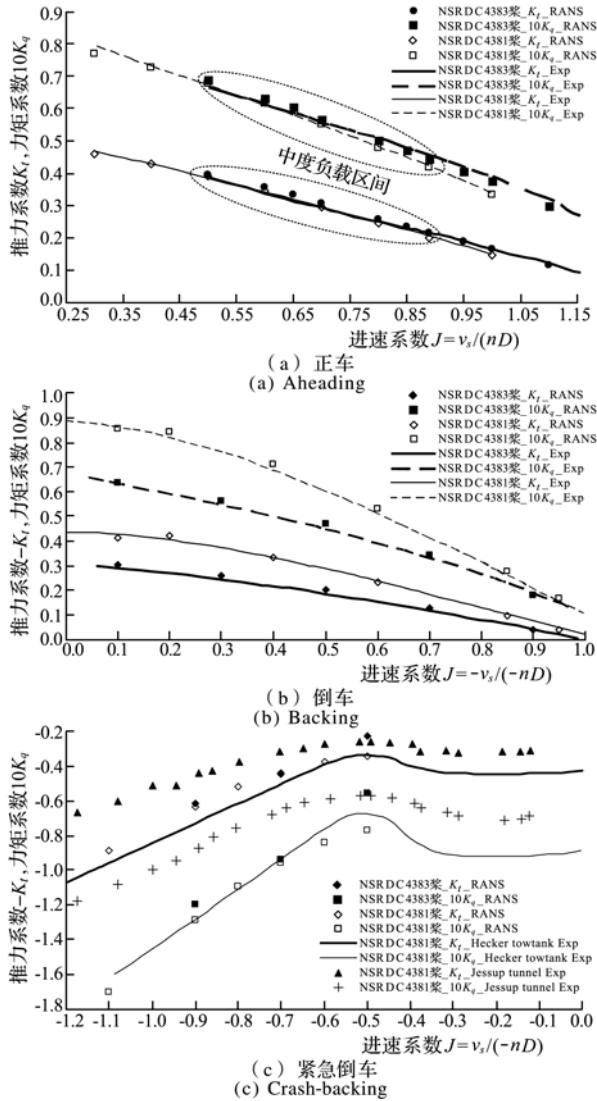 NSRDC4383桨_Kt_RANS
NSRDC4383桨_10Kq_RANS
NSRDC4381桨_Kt_RANS
NSRDC4381桨_10Kq_RANS
NSRDC4383桨_Kt_Exp
NSRDC4383桨_10Kq_Exp
NSRDC4381桨_Kt_Exp
NSRDC4381桨_10Kq_Exp
推力系数Kt,力矩系数10Kq
0.9
0.8
0.7
0.6
0.5
0.4
0.3
0.2
0.1
0.0
中度负载区间
0.25 0.35 0.45 0.55 0.65 0.75 0.85 0.95 1.05 1.15
进速系数J=vs/(nD)
(a) 正车
(a) Aheading
NSRDC4383桨_Kt_RANS
NSRDC4383桨_10Kq_RANS
NSRDC4381桨_Kt_RANS
NSRDC4381桨_10Kq_RANS
NSRDC4383桨_Kt_Exp
NSRDC4383桨_10Kq_Exp
NSRDC4381桨_Kt_Exp
NSRDC4381桨_10Kq_Exp
推力系数-Kt,力矩系数10Kq
1.0
0.9
0.8
0.7
0.6
0.5
0.4
0.3
0.2
0.1
0.0
0.0 0.1 0.2 0.3 0.4 0.5 0.6 0.7 0.8 0.9 1.0
进速系数J=-vs/(-nD)
(b) 倒车
(b) Backing
推力系数-Kt,力矩系数10Kq
-0.2
-0.4
-0.6
-0.8
-1.0
-1.2
-1.4
-1.6
-1.8
NSRDC4383桨_Kt_RANS
NSRDC4383桨_10Kq_RANS
NSRDC4381桨_Kt_RANS
NSRDC4381桨_10Kq_RANS
NSRDC4381桨_Kt_Hecker towtank Exp
NSRDC4381桨_10Kq_Hecker towtank Exp
NSRDC4381桨_Kt_Jessup tunnel Exp
NSRDC4381桨_10Kq_Jessup tunnel Exp
-1.2 -1.1 -1.0 -0.9 -0.8 -0.7 -0.6 -0.5 -0.4 -0.3 -0.2 -0.1 0.0
进速系数J=vs/(-nD)
(c) 紧急倒车
(c) Crash-backing